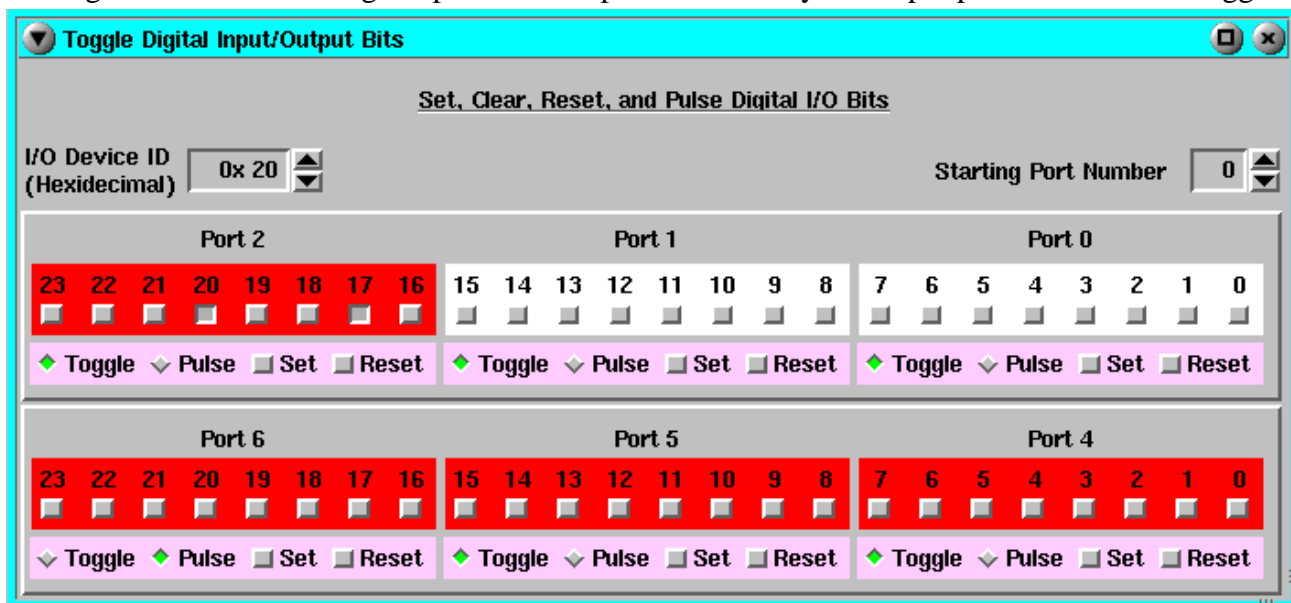 Toggle Digital Input/Output Bits
Set, Clear, Reset, and Pulse Digital I/O Bits
I/O Device ID
(Hexidecimal) 0x 20 Starting Port Number 0
Port 2 Port 1 Port 0
23 22 21 20 19 18 17 16 15 14 13 12 11 10 9 8 7 6 5 4 3 2 1 0
Toggle Pulse Set Reset Toggle Pulse Set Reset Toggle Pulse Set Reset
Port 6 Port 5 Port 4
23 22 21 20 19 18 17 16 15 14 13 12 11 10 9 8 7 6 5 4 3 2 1 0
Toggle Pulse Set Reset Toggle Pulse Set Reset Toggle Pulse Set Reset